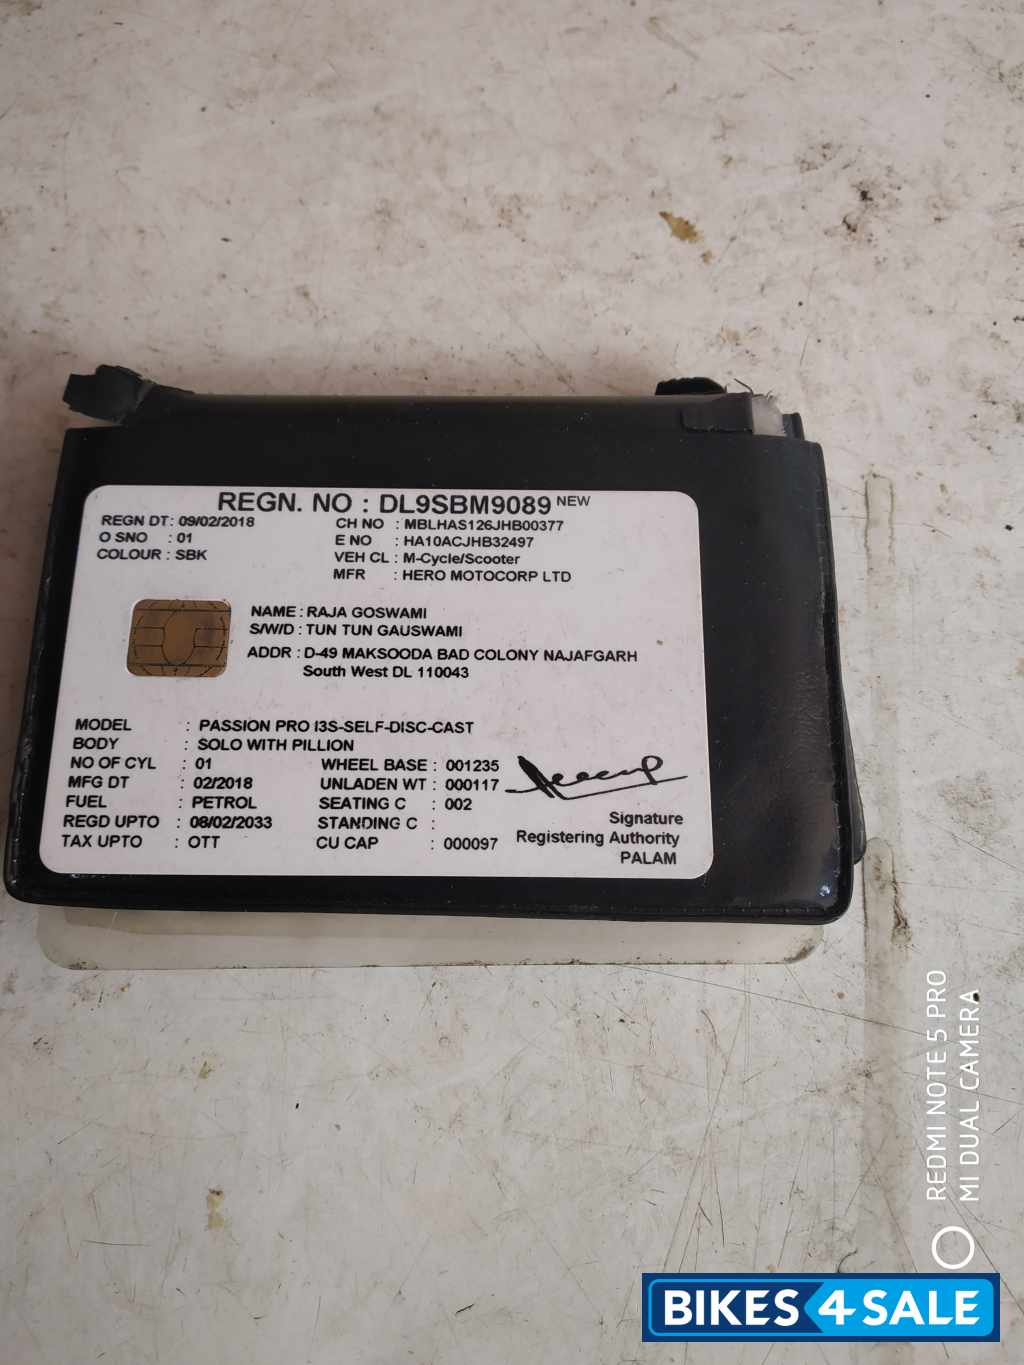 REGN. NO : DL9SBM9089 NEW
REGN DT : 09/02/2018 CH NO : MBLHAS126JHB00377
O SNO : 01 E NO : HA10ACJHB32497
COLOUR : SBK VEH CL : M-Cycle/Scooter
MFR : HERO MOTOCORP LTD
NAME : RAJA GOSWAMI
S/W/D : TUN TUN GAUSWAMI
ADDR : D-49 MAKSOODA BAD COLONY NAJAFGARH
South West DL 110043
MODEL : PASSION PRO I3S-SELF-DISC-CAST
BODY : SOLO WITH PILLION
NO OF CYL : 01 WHEEL BASE : 001235
MFG DT : 02/2018 UNLADEN WT : 000117
FUEL : PETROL SEATING C : 002
REGD UPTO : 08/02/2033 STANDING C :
TAX UPTO : OTT CU CAP : 000097
Signature
Registering Authority
PALAM
REDMI NOTE 5 PRO
MI DUAL CAMERA
BIKES4SALE